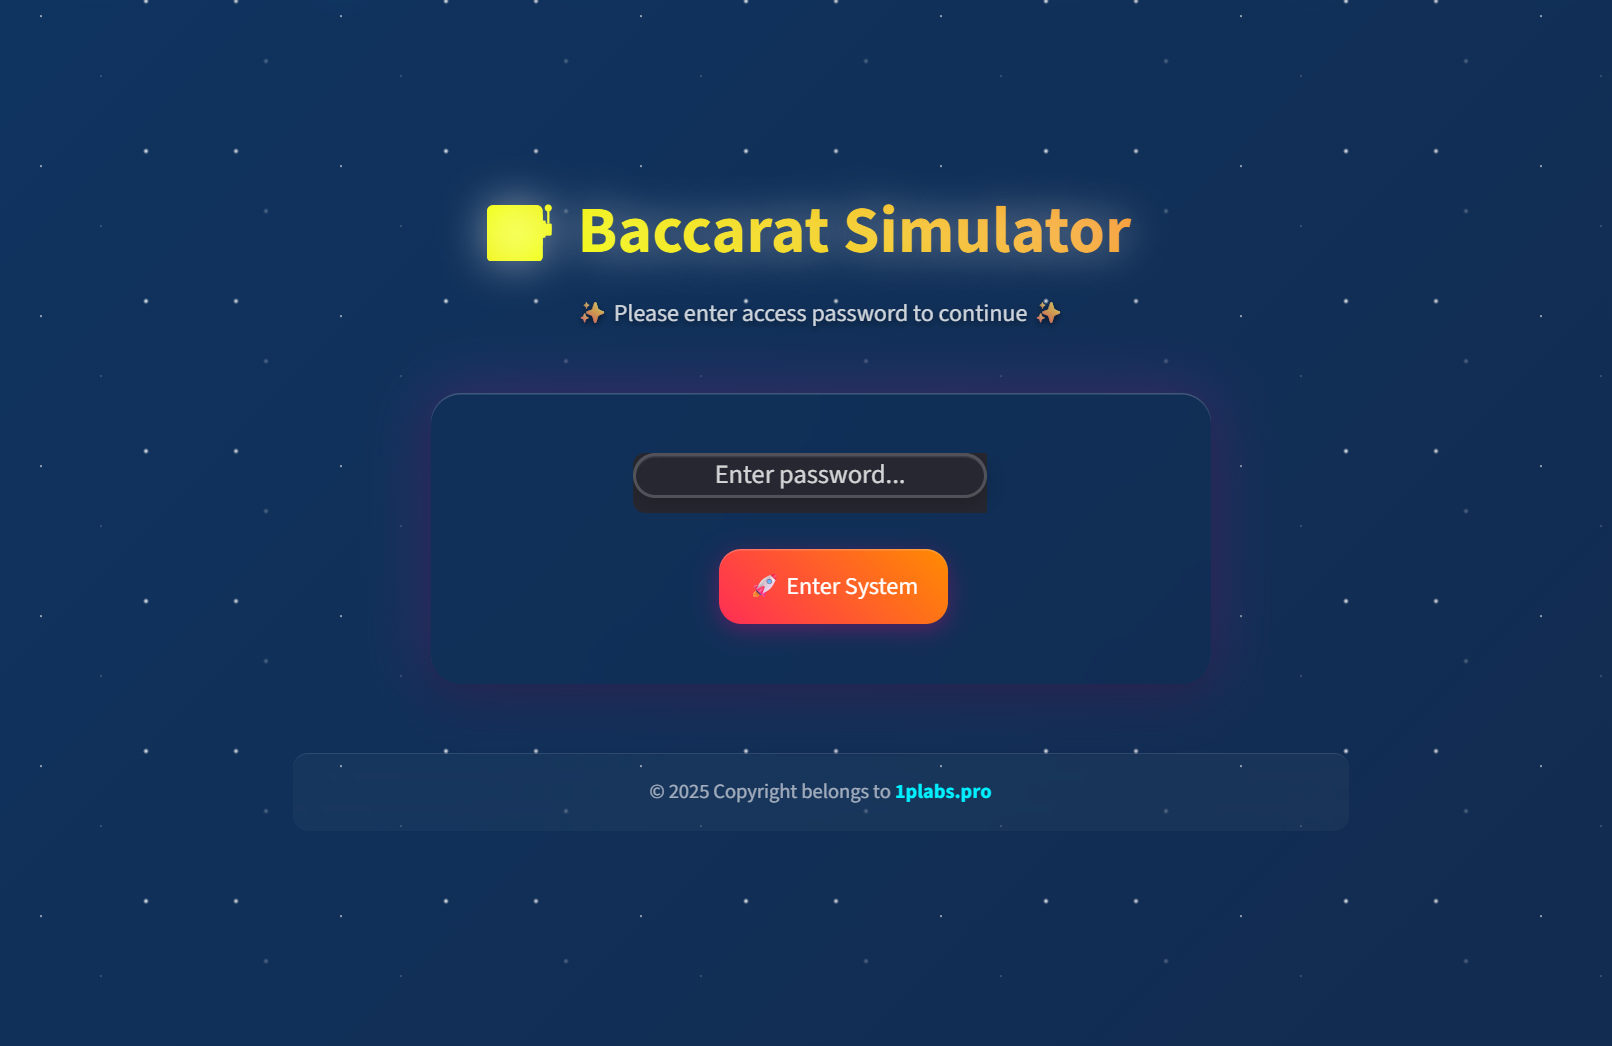 Baccarat Simulator
✨ Please enter access password to continue ✨
Enter password...
🚀 Enter System
© 2025 Copyright belongs to 1plabs.pro